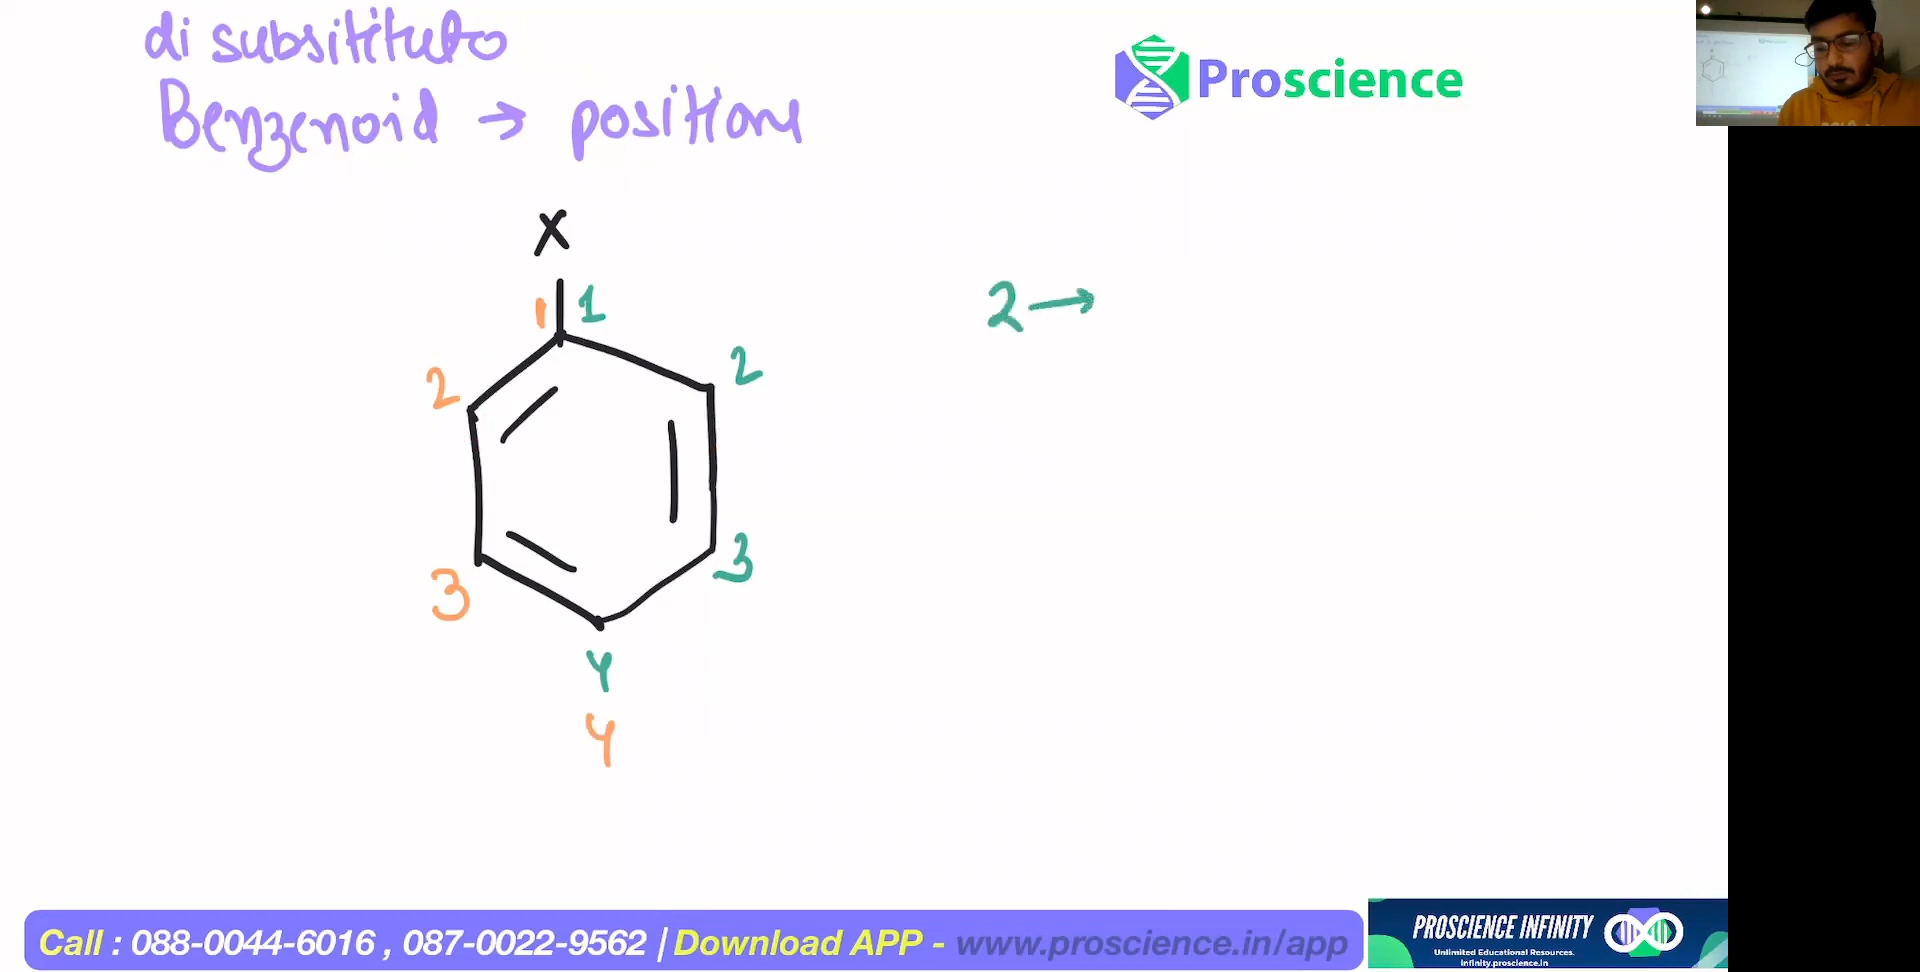 di subsitituto
Benzenoid → positions
Proscience
X
1 1
2 →
2
2
3
3
4
4
Call : 088-0044-6016 , 087-0022-9562 | Download APP - www.proscience.in/app
PROSCIENCE INFINITY
Unlimited Educational Resources.
infinity.proscience.in